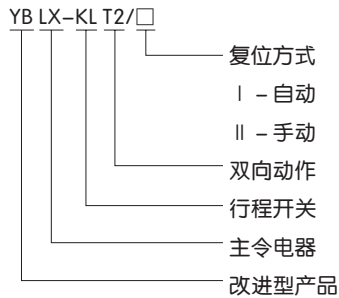 YB LX-KL T2/□
复位方式
Ⅰ-自动
Ⅱ-手动
双向动作
行程开关
主令电器
改进型产品